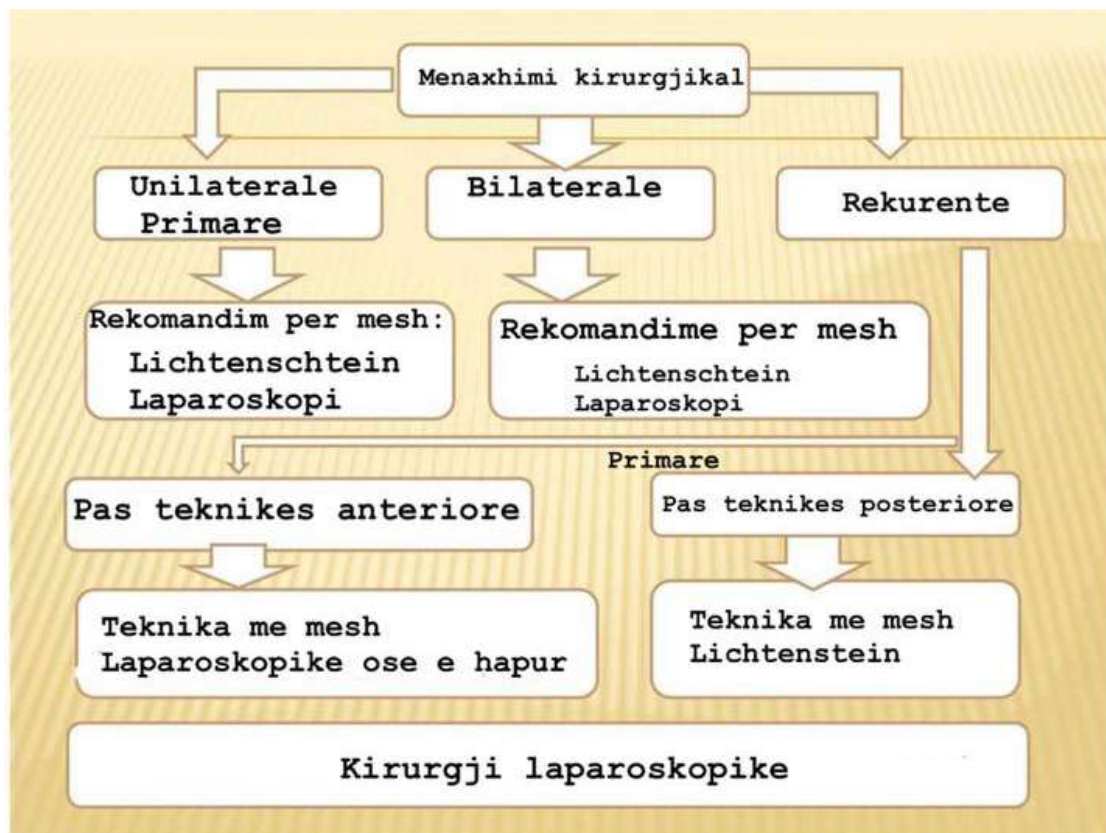 Menaxhimi kirurgjikal
Unilaterale
Primare
Bilaterale
Rekurente
Rekomandim per mesh:
Lichtenschtein
Laparoskopi
Rekomandime per mesh
Lichtenschtein
Laparoskopi
Primare
Pas teknikes anteriore
Pas teknikes posteriore
Teknika me mesh
Laparoskopike ose e hapur
Teknika me mesh
Lichtenstein
Kirurgji laparoskopike